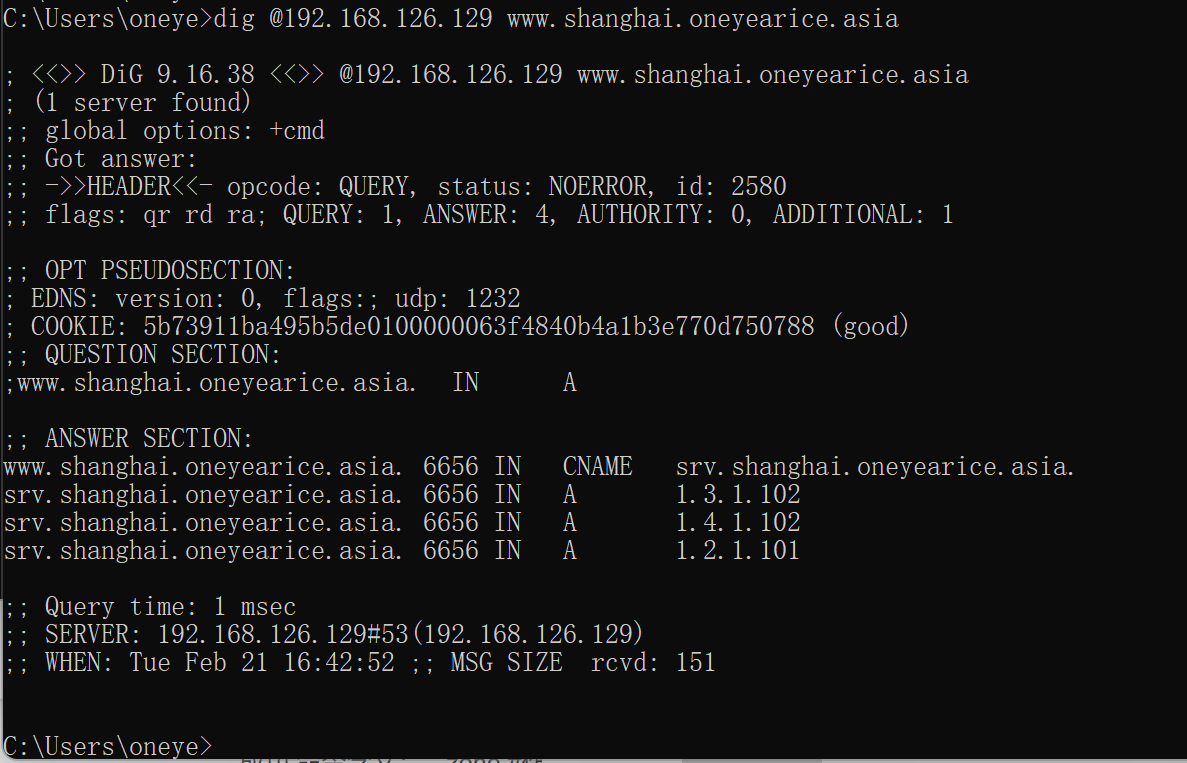 C:\Users\oneye>dig @192.168.126.129 www.shanghai.oneyearice.asia
; <<>> DiG 9.16.38 <<>> @192.168.126.129 www.shanghai.oneyearice.asia
; (1 server found)
;; global options: +cmd
;; Got answer:
;; ->>HEADER<<- opcode: QUERY, status: NOERROR, id: 2580
;; flags: qr rd ra; QUERY: 1, ANSWER: 4, AUTHORITY: 0, ADDITIONAL: 1
;; OPT PSEUDOSECTION:
; EDNS: version: 0, flags:; udp: 1232
; COOKIE: 5b73911ba495b5de0100000063f4840b4a1b3e770d750788 (good)
;; QUESTION SECTION:
;www.shanghai.oneyearice.asia. IN A
;; ANSWER SECTION:
www.shanghai.oneyearice.asia. 6656 IN CNAME srv.shanghai.oneyearice.asia.
srv.shanghai.oneyearice.asia. 6656 IN A 1.3.1.102
srv.shanghai.oneyearice.asia. 6656 IN A 1.4.1.102
srv.shanghai.oneyearice.asia. 6656 IN A 1.2.1.101
;; Query time: 1 msec
;; SERVER: 192.168.126.129#53(192.168.126.129)
;; WHEN: Tue Feb 21 16:42:52 ;; MSG SIZE rcvd: 151
C:\Users\oneye>